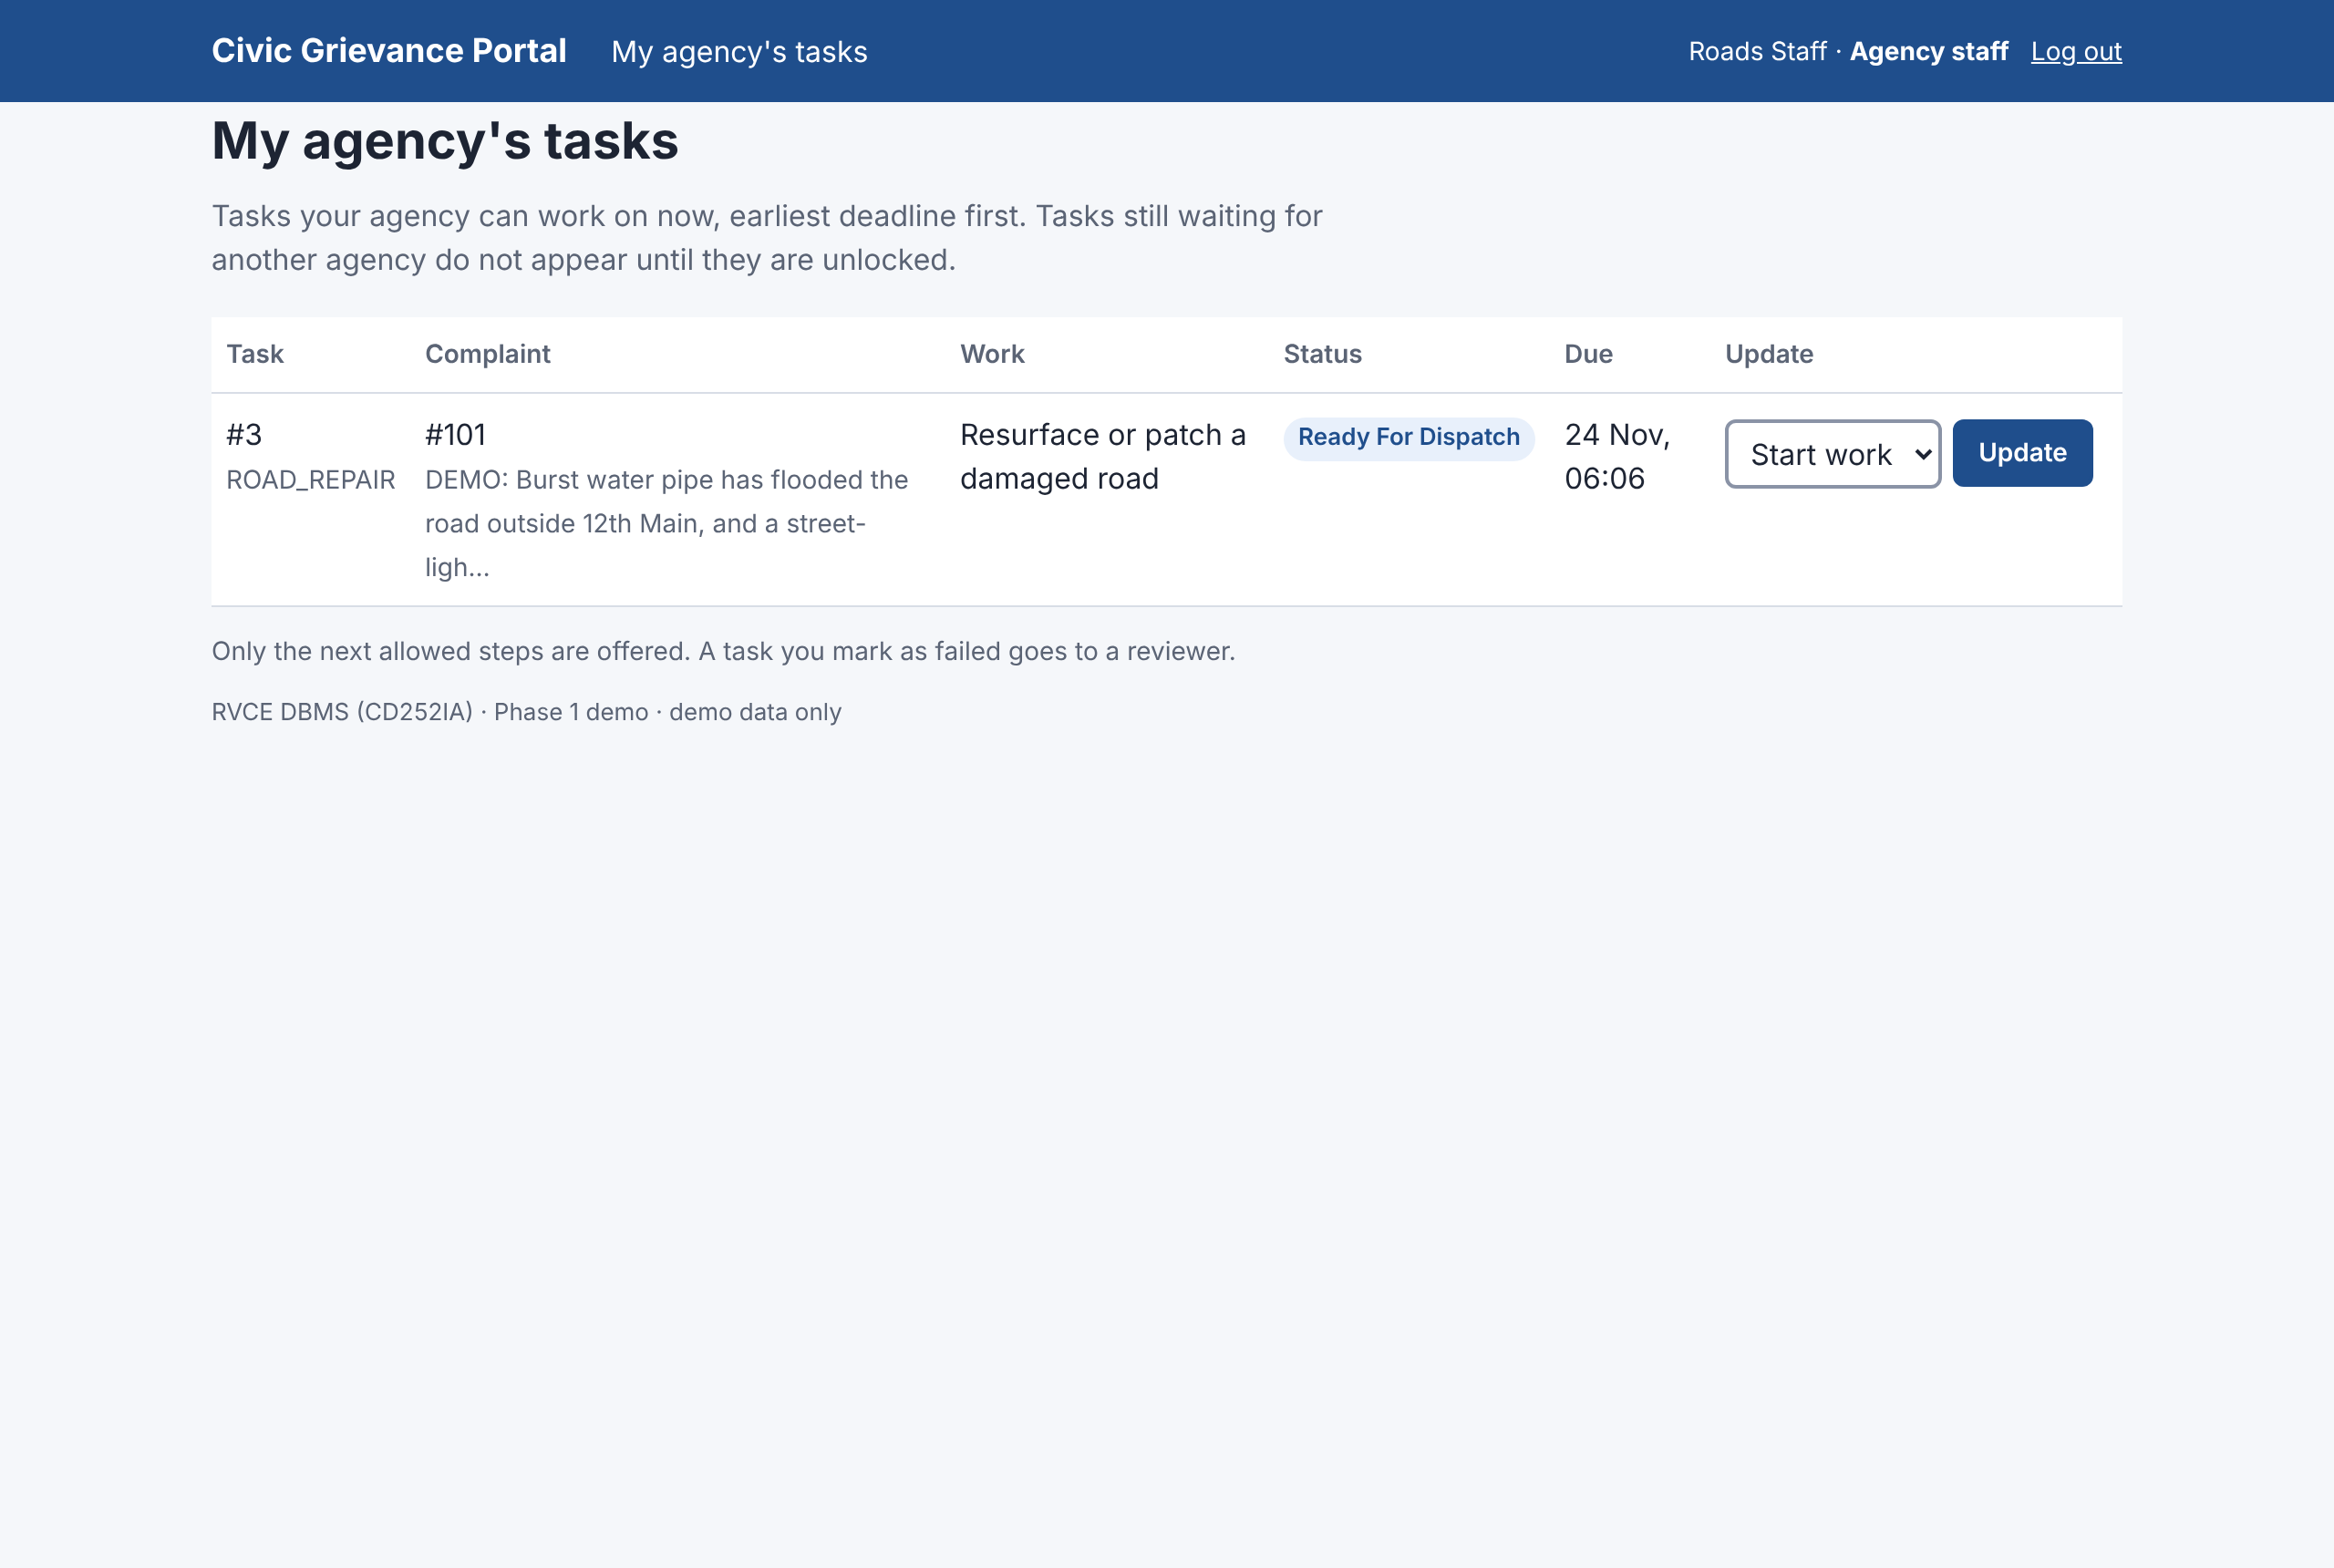 Civic Grievance Portal My agency's tasks Roads Staff · Agency staff Log out
My agency's tasks
Tasks your agency can work on now, earliest deadline first. Tasks still waiting for
another agency do not appear until they are unlocked.
Task Complaint Work Status Due Update
#3 #101 Resurface or patch a Ready For Dispatch 24 Nov, Start work Update
ROAD_REPAIR DEMO: Burst water pipe has flooded the damaged road 06:06
road outside 12th Main, and a street-
ligh...
Only the next allowed steps are offered. A task you mark as failed goes to a reviewer.
RVCE DBMS (CD252IA) · Phase 1 demo · demo data only